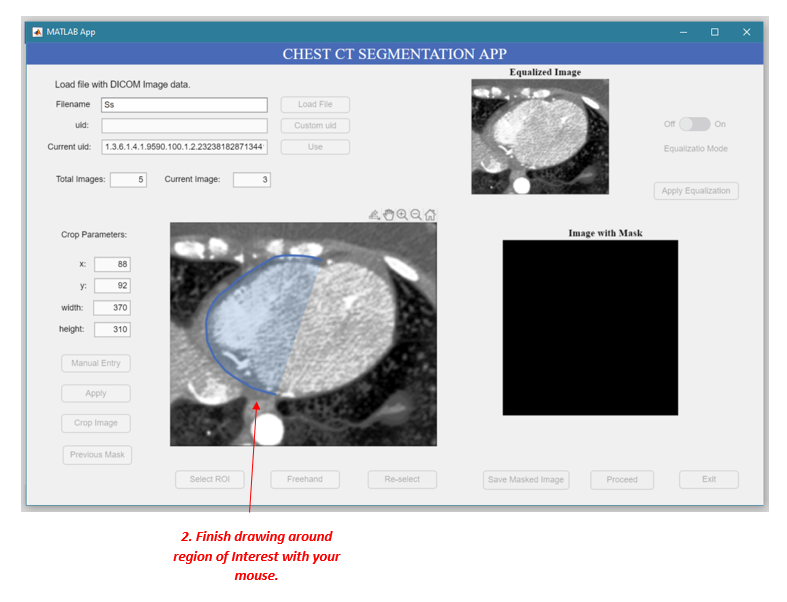 MATLAB App
CHEST CT SEGMENTATION APP
Load file with DICOM Image data.
Filename Ss Load File
uid: Custom uid
Current uid: 1.3.6.1.4.1.9590.100.1.2.23238182871344 Use
Total Images: 5 Current Image: 3
Equalized Image
Off On
Equalizatio Mode
Apply Equalization
Crop Parameters:
x: 88
y: 92
width: 370
height: 310
Manual Entry
Apply
Crop Image
Previous Mask
Image with Mask
Select ROI Freehand Re-select Save Masked Image Proceed Exit
2. Finish drawing around
region of Interest with your
mouse.